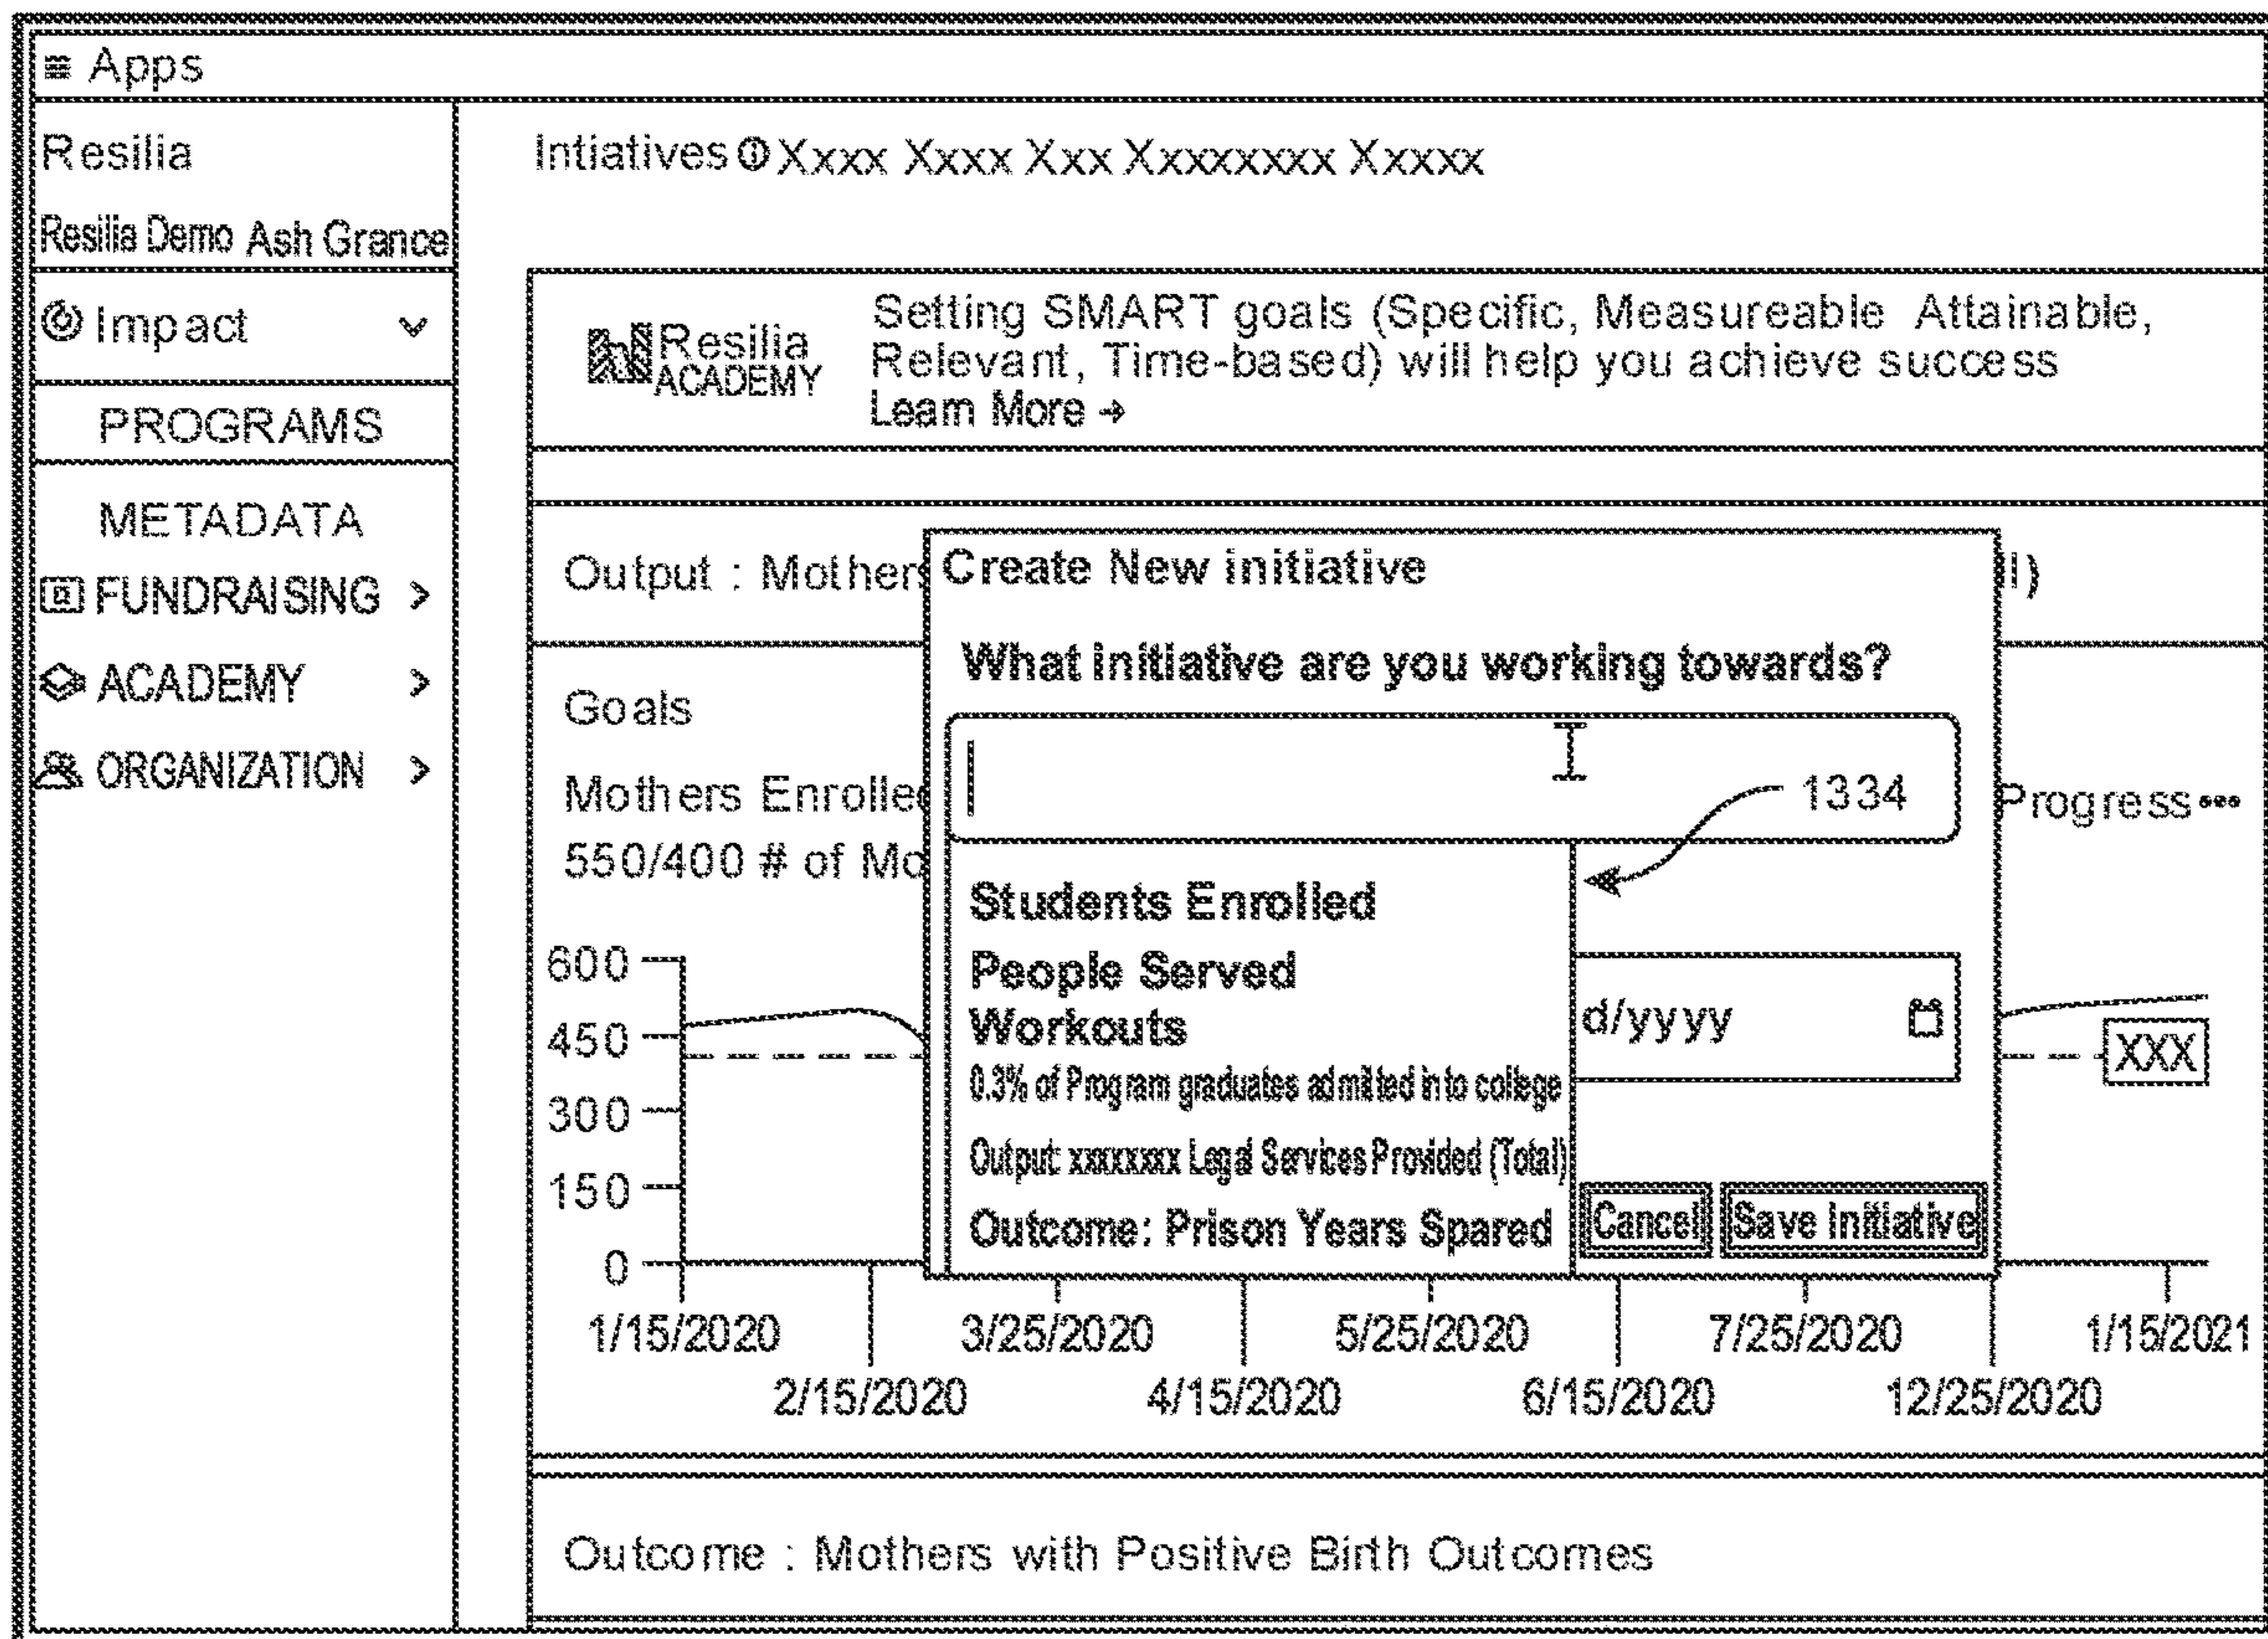 Apps
Resilia
Resilia Demo Ash Grance
Impact
PROGRAMS
METADATA
FUNDRAISING >
ACADEMY >
ORGANIZATION >
Intiatives Xxxx Xxxx Xxx Xxxxxxxx Xxxxx
Resilia
ACADEMY
Setting SMART goals (Specific, Measureable Attainable,
Relevant, Time-based) will help you achieve success
Learn More →
Output : Mothers
l)
Goals
Mothers Enrolled
550/400 # of Mo
Progress •••
Create New initiative
What initiative are you working towards?
1334
Students Enrolled
People Served
Workouts
0.3% of Program graduates admitted into college
Output: xxxxxxxx Legal Services Provided (Total)
Outcome: Prison Years Spared
d/yyyy
Cancel
Save Initiative
XXX
600
450
300
150
0
1/15/2020
2/15/2020
3/25/2020
4/15/2020
5/25/2020
6/15/2020
7/25/2020
12/25/2020
1/15/2021
Outcome : Mothers with Positive Birth Outcomes